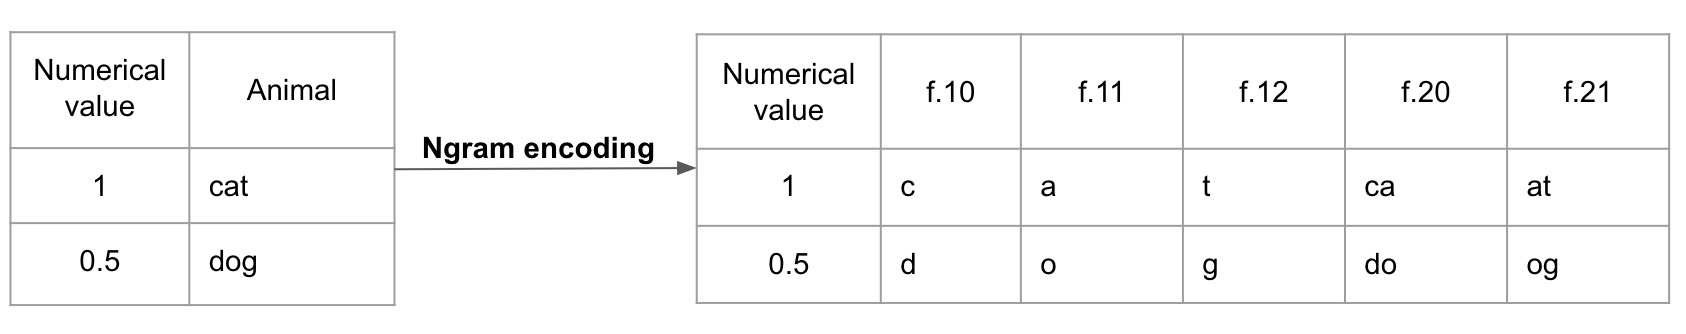 Numerical
value
Animal
1
cat
0.5
dog
Ngram encoding
Numerical
value
f.10
f.11
f.12
f.20
f.21
1
c
a
t
ca
at
0.5
d
o
g
do
og